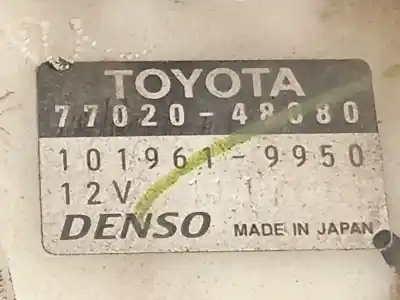 TOYOTA
77020-48080
101961-9950
12V
DENSO MADE IN JAPAN